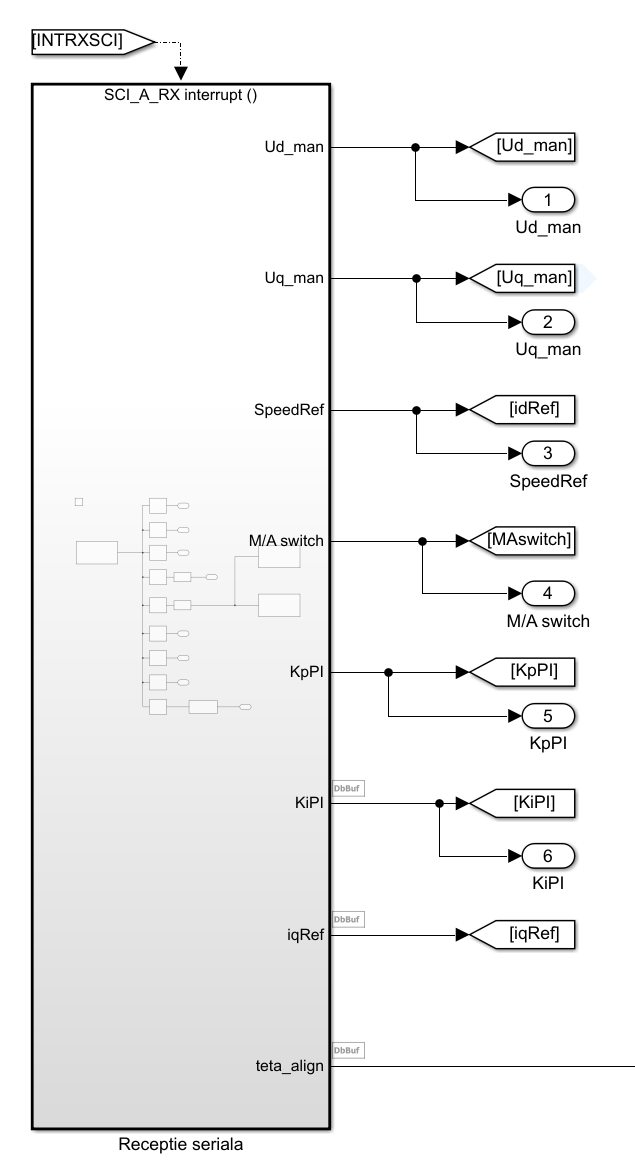 [INTRXSCI]
SCI_A_RX interrupt ()
Ud_man
[Ud_man]
1
Ud_man
Uq_man
[Uq_man]
2
Uq_man
SpeedRef
[idRef]
3
SpeedRef
M/A switch
[MAswitch]
4
M/A switch
KpPI
[KpPI]
5
KpPI
DbBuf
KiPI
[KiPI]
6
KiPI
DbBuf
iqRef
[iqRef]
DbBuf
teta_align
Receptie seriala